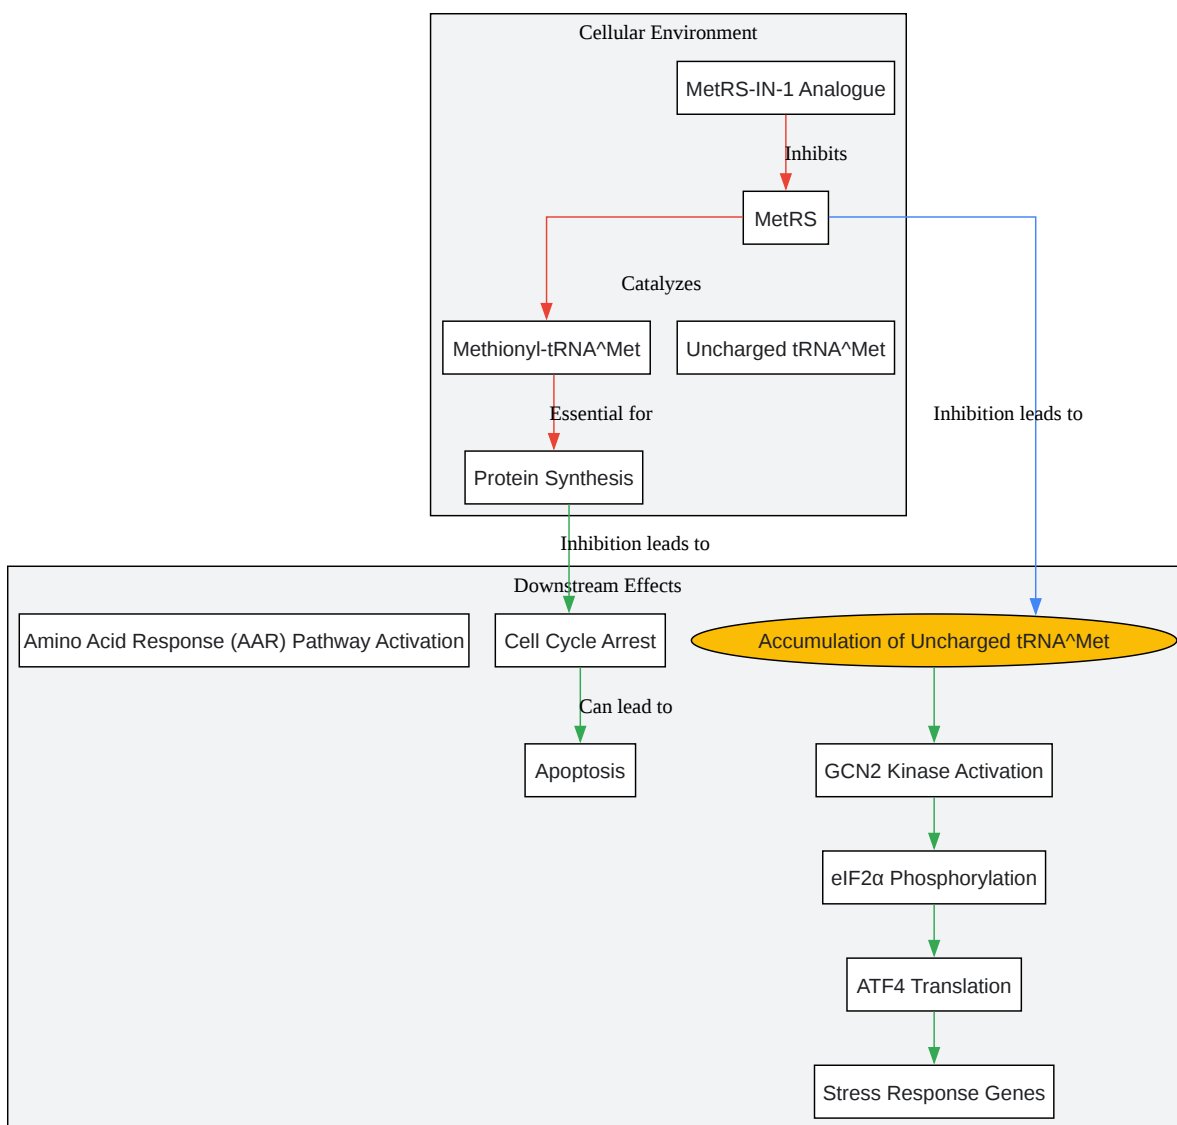 Cellular Environment
MetRS-IN-1 Analogue
Inhibits
MetRS
Catalyzes
Methionyl-tRNA^Met
Uncharged tRNA^Met
Essential for
Inhibition leads to
Protein Synthesis
Inhibition leads to
Downstream Effects
Amino Acid Response (AAR) Pathway Activation
Cell Cycle Arrest
Accumulation of Uncharged tRNA^Met
Can lead to
Apoptosis
GCN2 Kinase Activation
eIF2α Phosphorylation
ATF4 Translation
Stress Response Genes